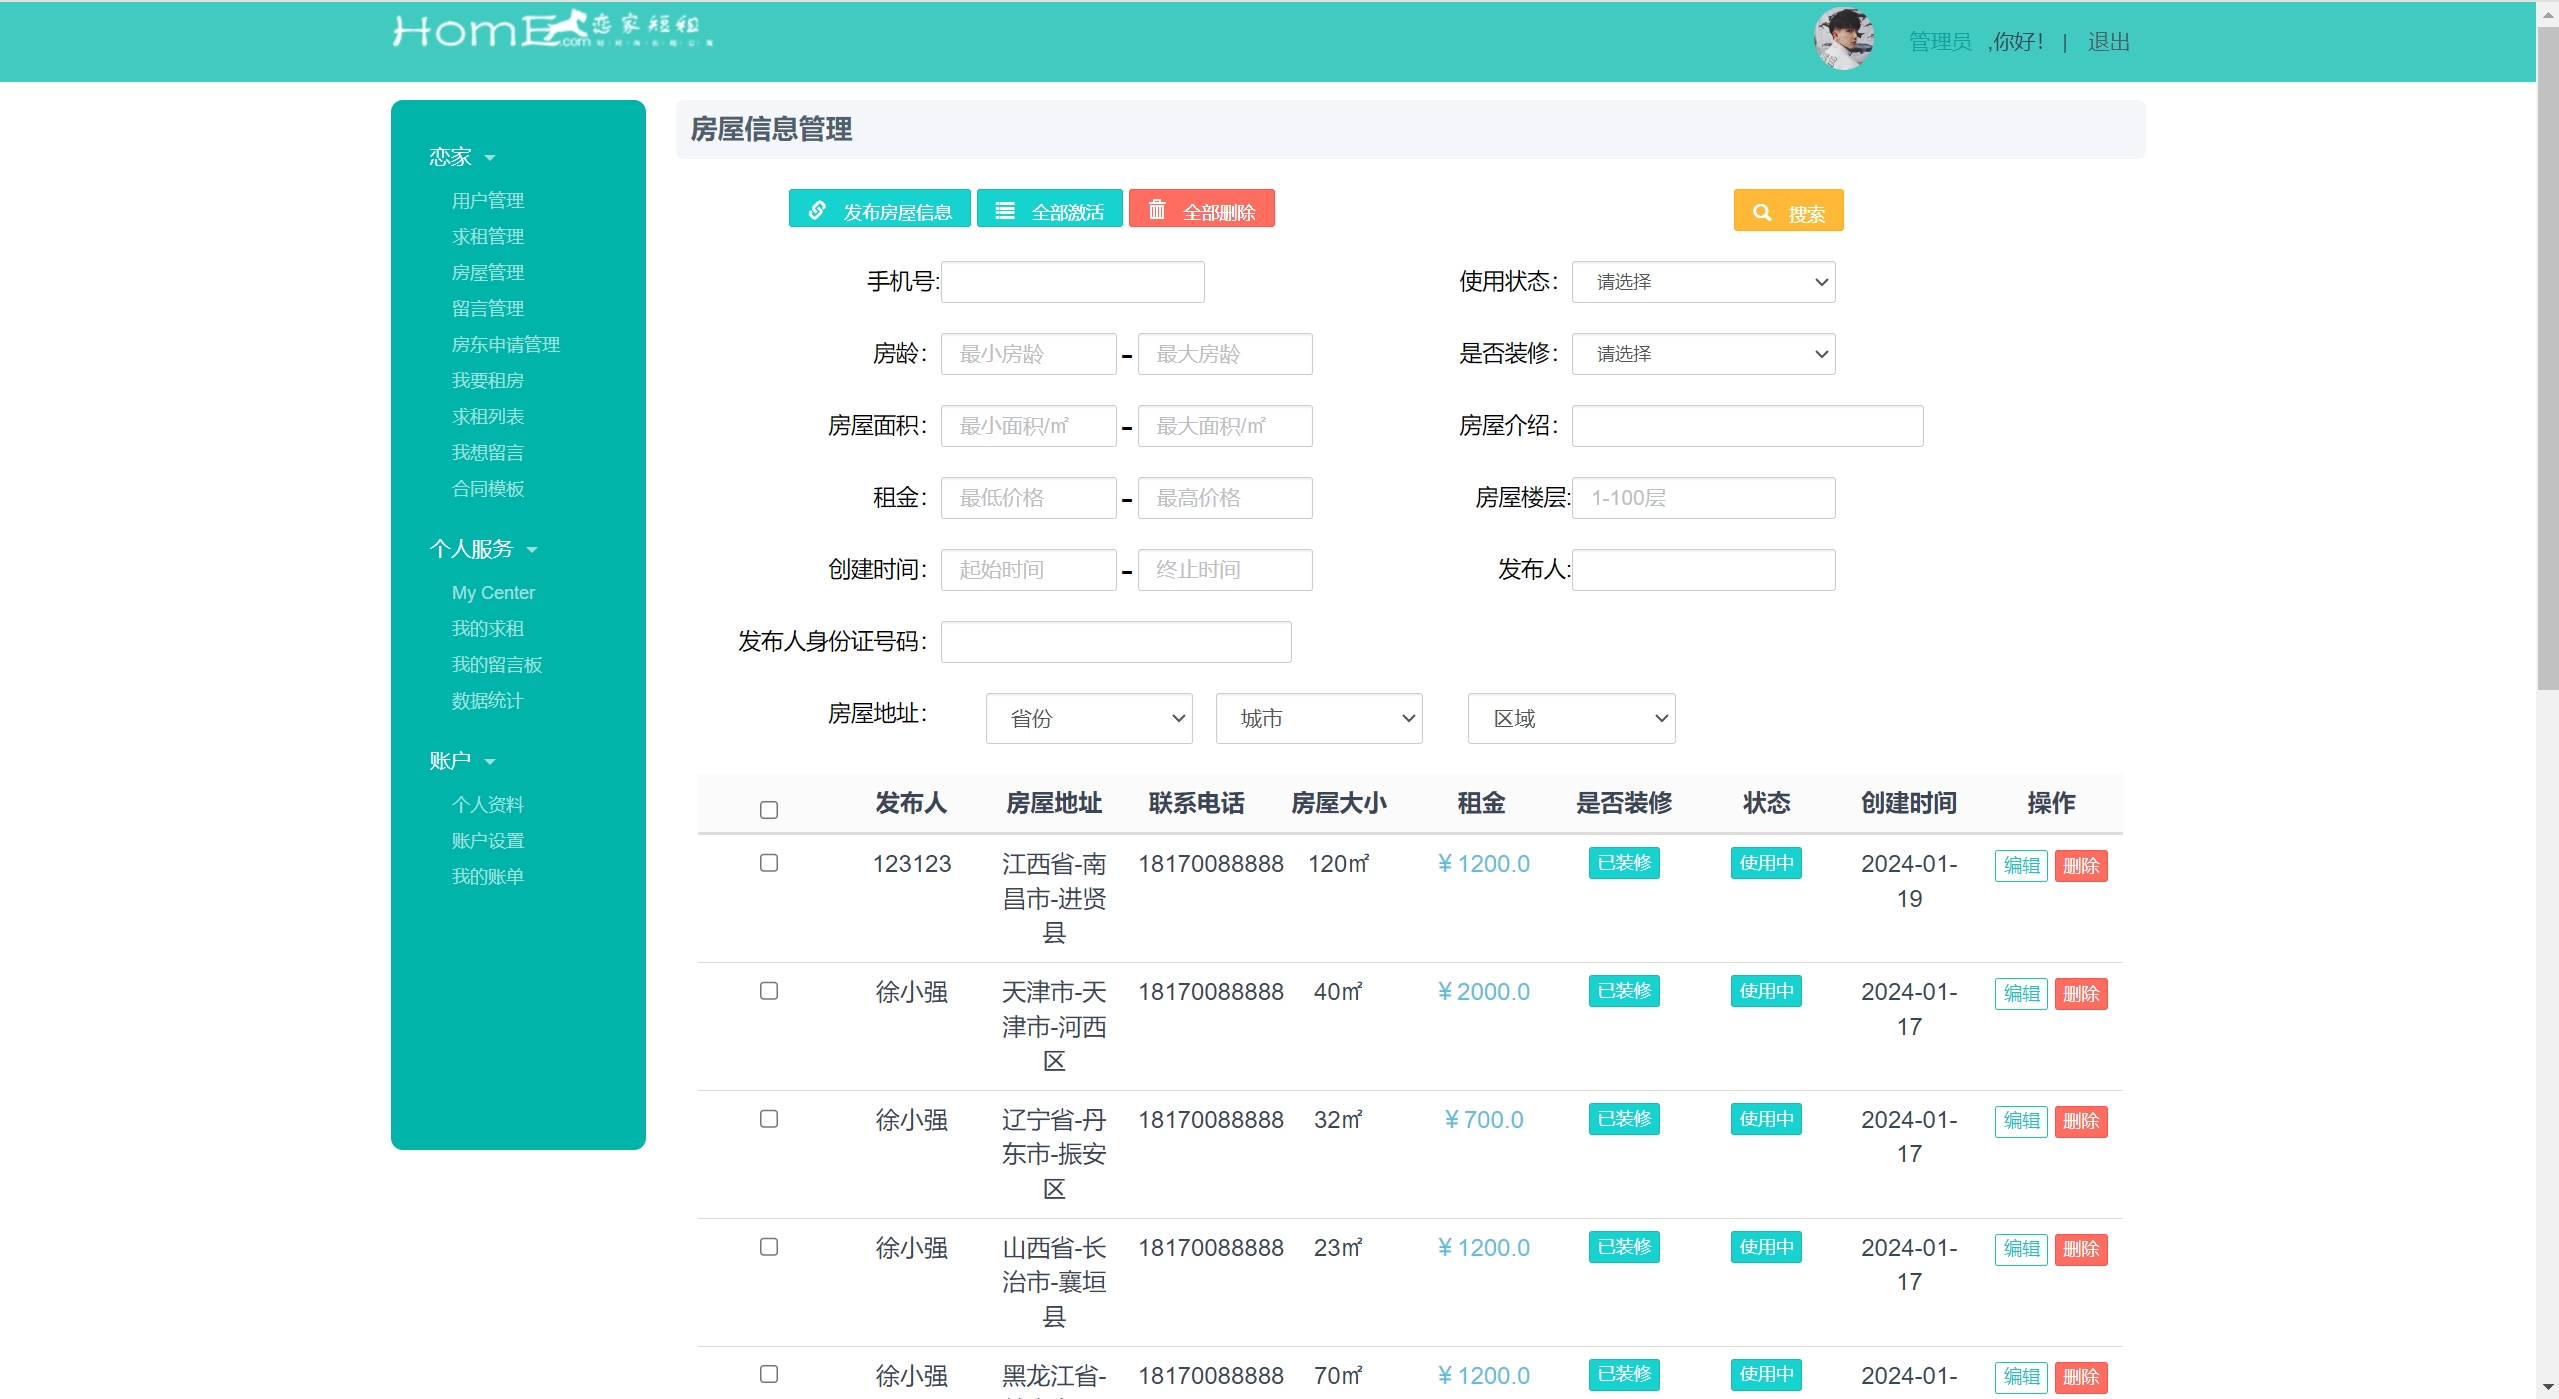 HomE.com 恋家短租
管理员 ,你好! | 退出
恋家
用户管理
求租管理
房屋管理
留言管理
房东申请管理
我要租房
求租列表
我想留言
合同模板
个人服务
My Center
我的求租
我的留言板
数据统计
账户
个人资料
账户设置
我的账单
房屋信息管理
发布房屋信息 全部激活 全部删除 搜索
手机号: 使用状态: 请选择
房龄: 最小房龄 - 最大房龄 是否装修: 请选择
房屋面积: 最小面积/㎡ - 最大面积/㎡ 房屋介绍:
租金: 最低价格 - 最高价格 房屋楼层: 1-100层
创建时间: 起始时间 - 终止时间 发布人:
发布人身份证号码:
房屋地址: 省份 城市 区域
发布人 房屋地址 联系电话 房屋大小 租金 是否装修 状态 创建时间 操作
123123 江西省-南 18170088888 120㎡ ¥1200.0 已装修 使用中 2024-01- 编辑 删除
昌市-进贤 19
县
徐小强 天津市-天 18170088888 40㎡ ¥2000.0 已装修 使用中 2024-01- 编辑 删除
津市-河西 17
区
徐小强 辽宁省-丹 18170088888 32㎡ ¥700.0 已装修 使用中 2024-01- 编辑 删除
东市-振安 17
区
徐小强 山西省-长 18170088888 23㎡ ¥1200.0 已装修 使用中 2024-01- 编辑 删除
治市-襄垣 17
县
徐小强 黑龙江省- 18170088888 70㎡ ¥1200.0 已装修 使用中 2024-01- 编辑 删除